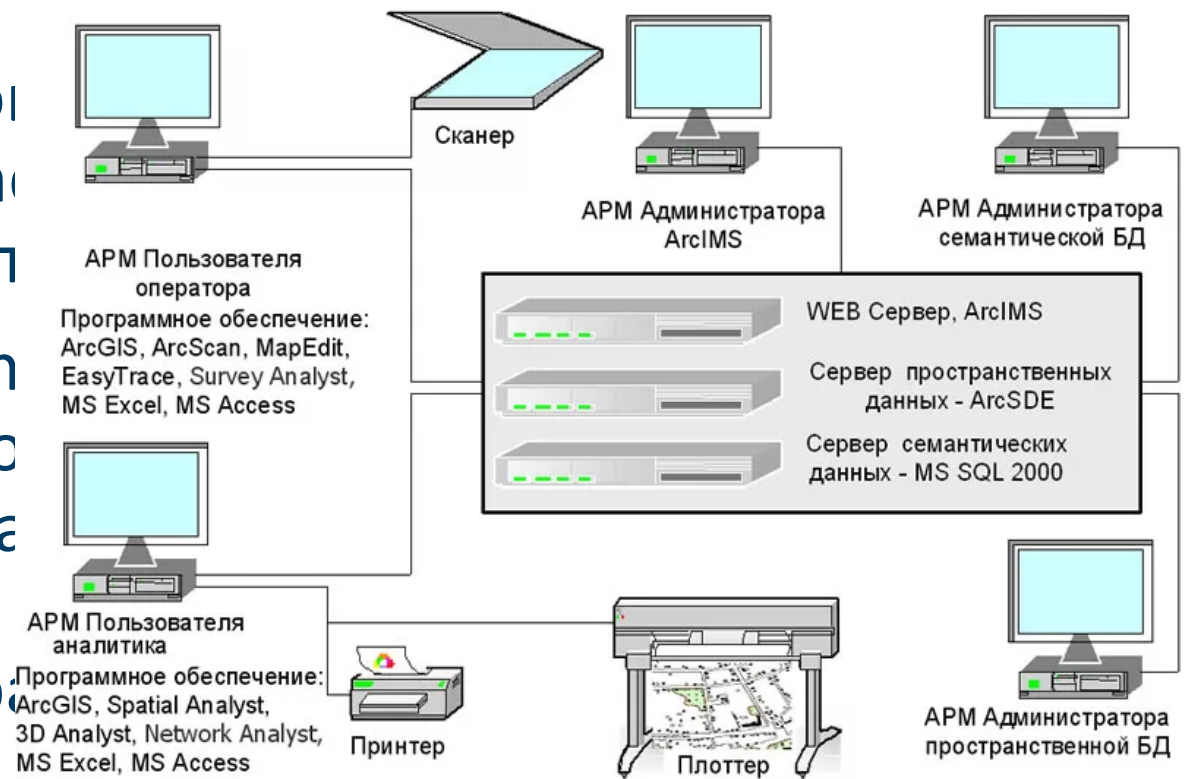 Сканер
АРМ Администратора
ArcIMS
АРМ Администратора
семантической БД
АРМ Пользователя
оператора
Программное обеспечение:
ArcGIS, ArcScan, MapEdit,
EasyTrace, Survey Analyst,
MS Excel, MS Access
WEB Сервер, ArcIMS
Сервер пространственных
данных - ArcSDE
Сервер семантических
данных - MS SQL 2000
АРМ Пользователя
аналитика
Программное обеспечение:
ArcGIS, Spatial Analyst,
3D Analyst, Network Analyst,
MS Excel, MS Access
Принтер
Плоттер
АРМ Администратора
пространственной БД